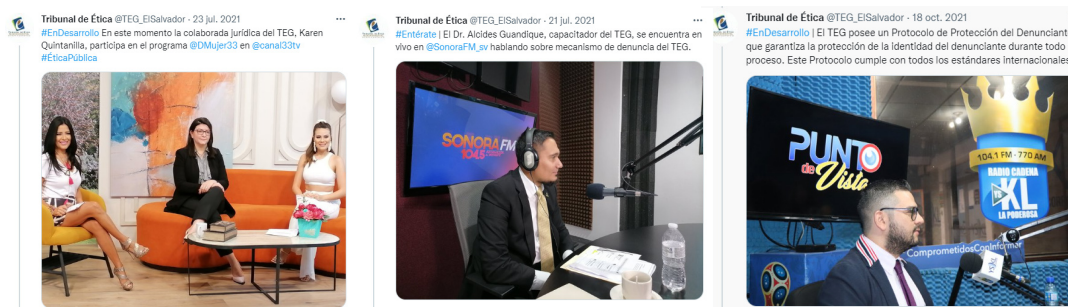 Tribunal de Ética @TEG_ElSalvador · 23 jul. 2021
#EnDesarrollo En este momento la colaborada jurídica del TEG, Karen
Quintanilla, participa en el programa @DMujer33 en @canal33tv
#ÉticaPública
Tribunal de Ética @TEG_ElSalvador · 21 jul. 2021
#Entérate | El Dr. Alcides Guandique, capacitador del TEG, se encuentra en
vivo en @SonoraFM_sv hablando sobre mecanismo de denuncia del TEG.
SONORA FM
104.5
Tribunal de Ética @TEG_ElSalvador · 18 oct. 2021
#EnDesarrollo | El TEG posee un Protocolo de Protección del Denunciante
que garantiza la protección de la identidad del denunciante durante todo
proceso. Este Protocolo cumple con todos los estándares internacionales
PUNTO
de Vista
104.1 FM - 770 AM
RADIO CADENA
YS
KL
LA PODEROSA
ComprometidosConInformar
YSKL